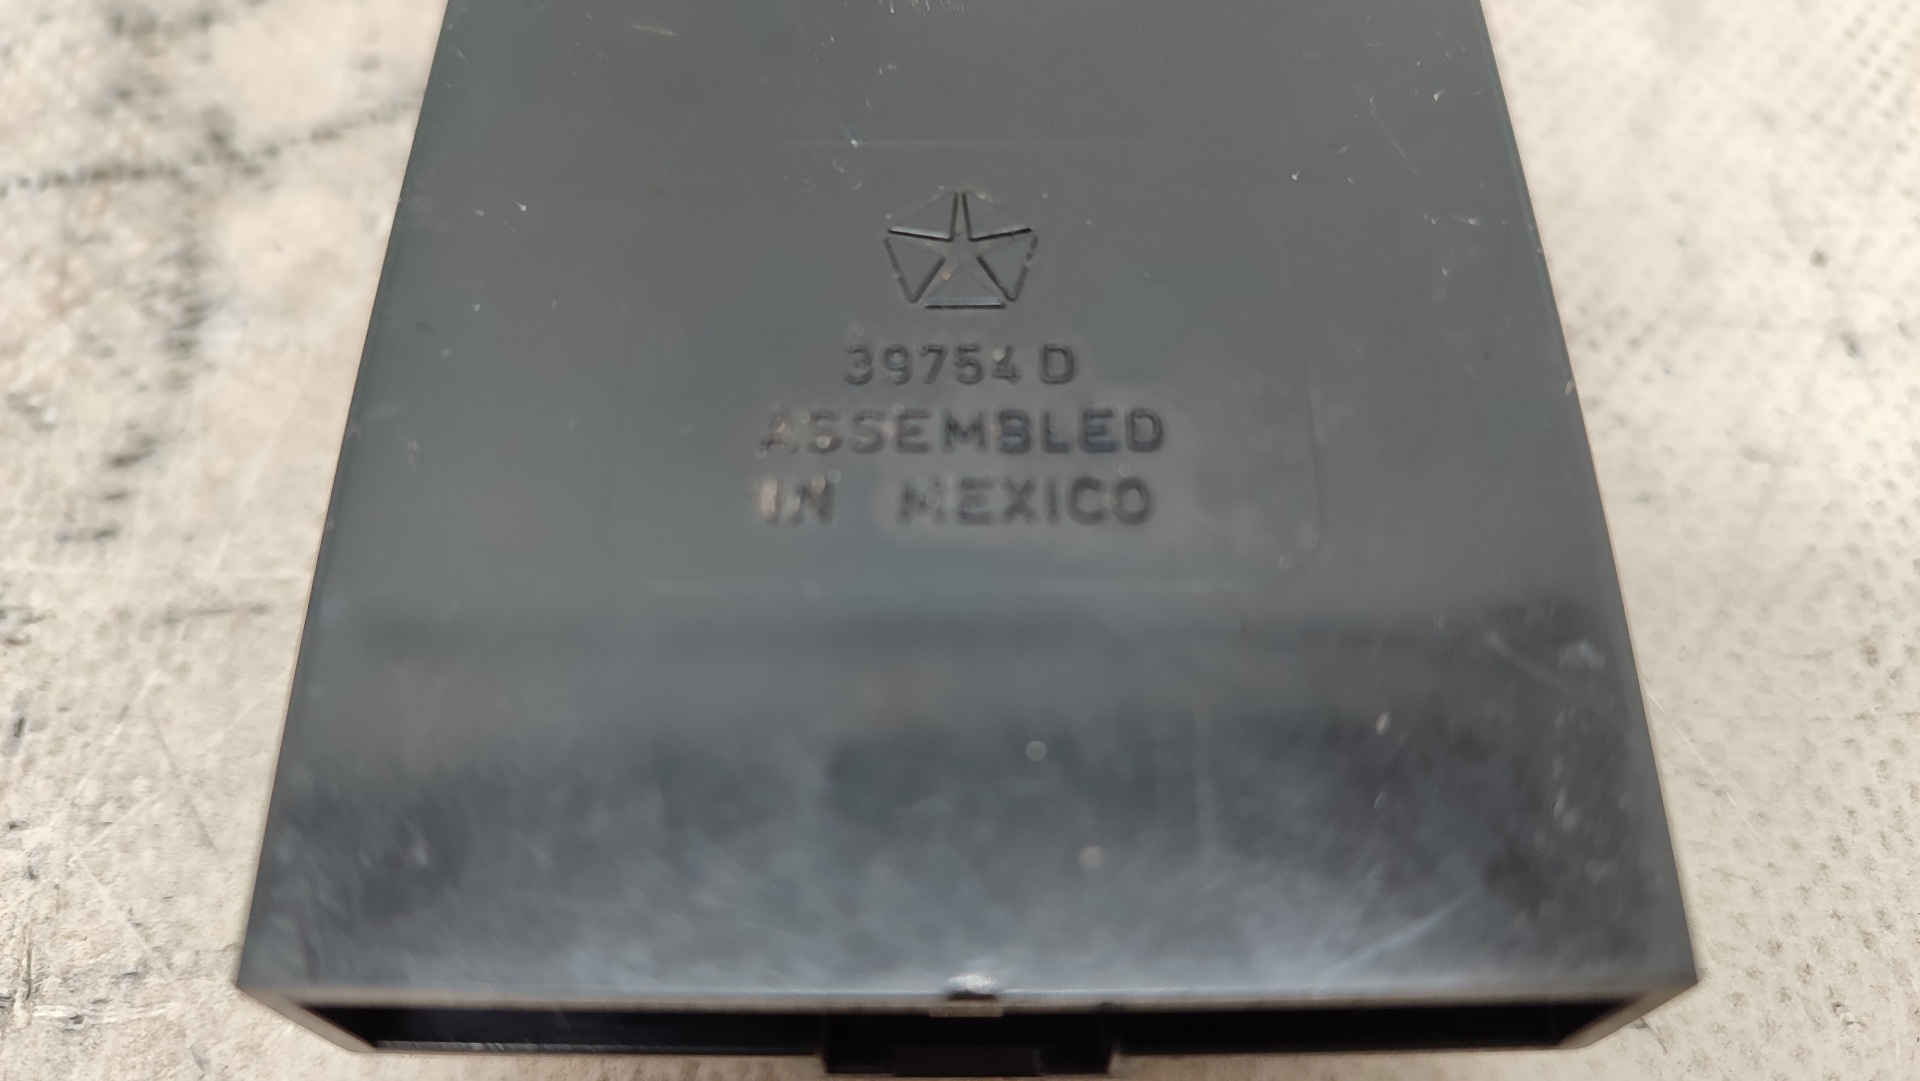 39754 D
ASSEMBLED
IN MEXICO